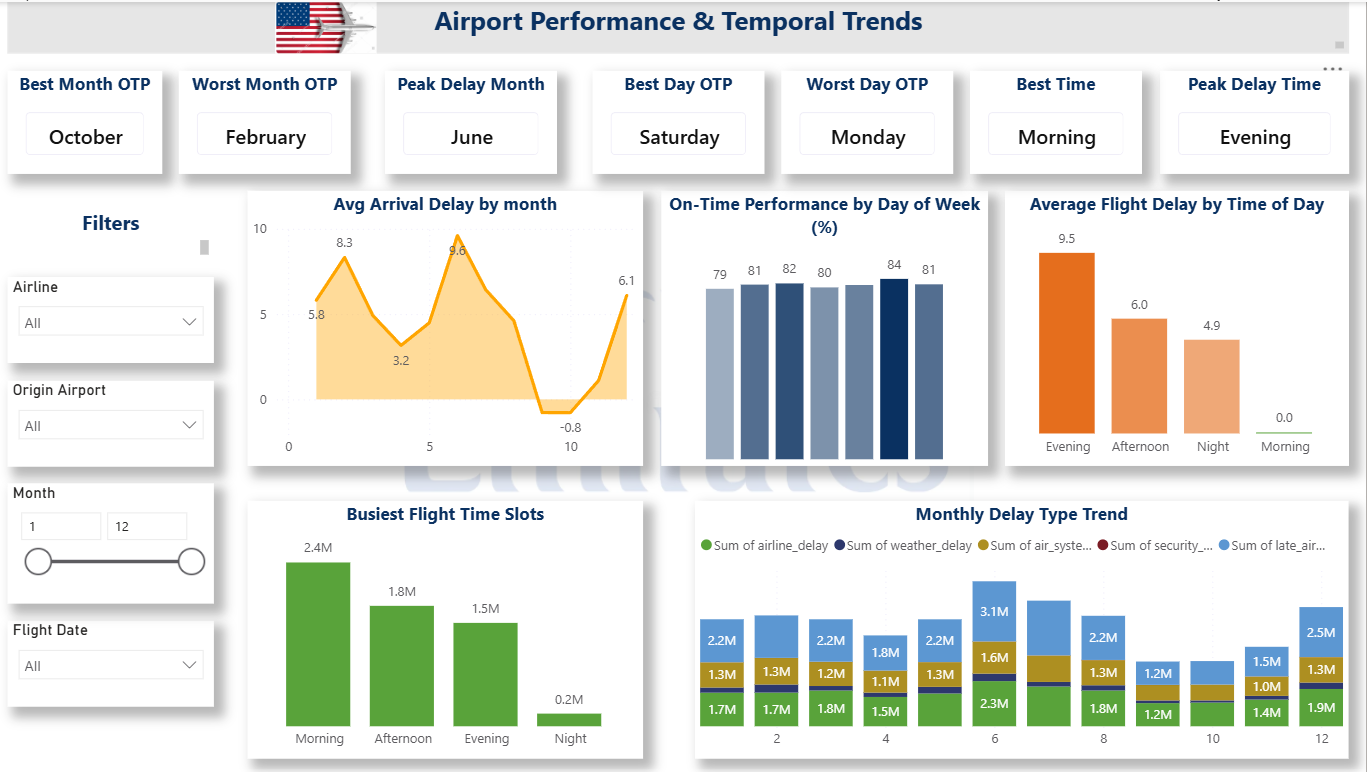 Airport Performance & Temporal Trends
Best Month OTP
October
Worst Month OTP
February
Peak Delay Month
June
Best Day OTP
Saturday
Worst Day OTP
Monday
Best Time
Morning
Peak Delay Time
Evening
Filters
Airline
All
Origin Airport
All
Month
1 12
Flight Date
All
Avg Arrival Delay by month
10
5
0
5.8
8.3
3.2
9.6
-0.8
6.1
0 5 10
On-Time Performance by Day of Week
(%)
79 81 82 80 84 81
Average Flight Delay by Time of Day
9.5 6.0 4.9 0.0
Evening Afternoon Night Morning
Emirates
Busiest Flight Time Slots
2.4M 1.8M 1.5M 0.2M
Morning Afternoon Evening Night
Monthly Delay Type Trend
Sum of airline_delay Sum of weather_delay Sum of air_syste... Sum of security_... Sum of late_air...
2.2M 2.2M 1.8M 2.2M 3.1M 2.2M 1.2M 1.5M 2.5M
1.3M 1.3M 1.2M 1.1M 1.3M 1.6M 1.3M 1.0M 1.3M
1.7M 1.7M 1.8M 1.5M 2.3M 1.8M 1.2M 1.4M 1.9M
2 4 6 8 10 12